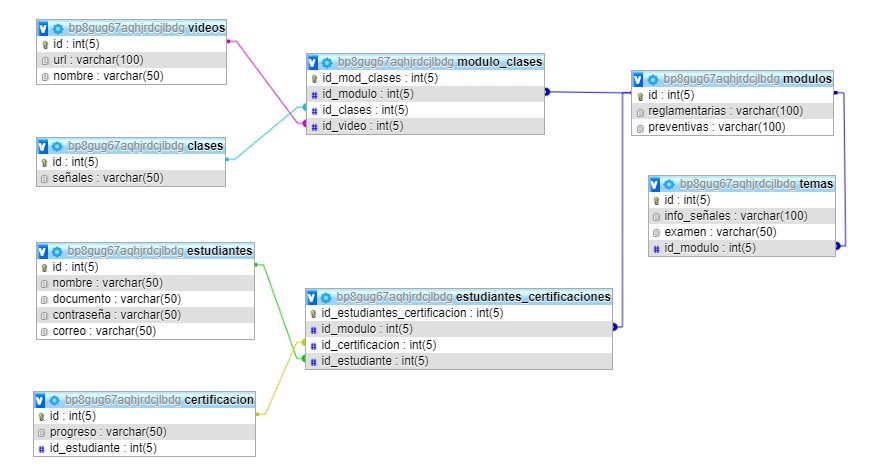 bp8gug67aqhjrdcjlbdg videos
id : int(5)
url : varchar(100)
nombre : varchar(50)
bp8gug67aqhjrdcjlbdg clases
id : int(5)
señales : varchar(50)
bp8gug67aqhjrdcjlbdg modulo_clases
id_mod_clases : int(5)
id_modulo : int(5)
id_clases : int(5)
id_video : int(5)
bp8gug67aqhjrdcjlbdg modulos
id : int(5)
reglamentarias : varchar(100)
preventivas : varchar(100)
bp8gug67aqhjrdcjlbdg temas
id : int(5)
info_señales : varchar(100)
examen : varchar(50)
id_modulo : int(5)
bp8gug67aqhjrdcjlbdg estudiantes
id : int(5)
nombre : varchar(50)
documento : varchar(50)
contraseña : varchar(50)
correo : varchar(50)
bp8gug67aqhjrdcjlbdg estudiantes_certificaciones
id_estudiantes_certificacion : int(5)
id_modulo : int(5)
id_certificacion : int(5)
id_estudiante : int(5)
bp8gug67aqhjrdcjlbdg certificacion
id : int(5)
progreso : varchar(50)
id_estudiante : int(5)